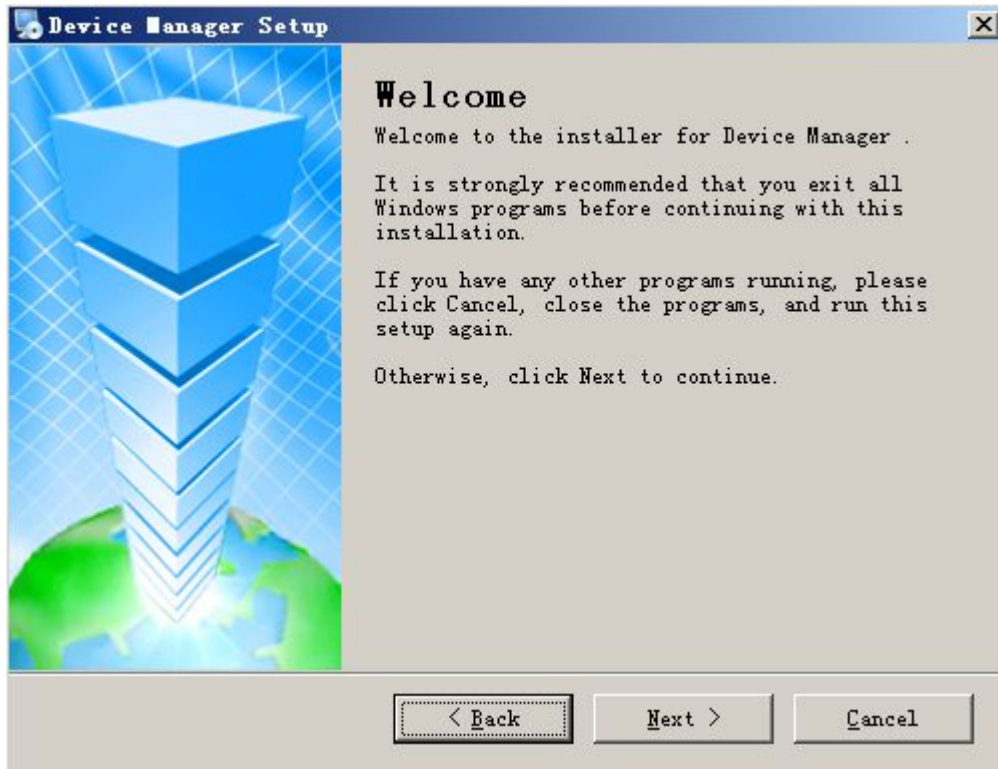 Device Manager Setup
Welcome
Welcome to the installer for Device Manager .
It is strongly recommended that you exit all
Windows programs before continuing with this
installation.
If you have any other programs running, please
click Cancel, close the programs, and run this
setup again.
Otherwise, click Next to continue.
< Back
Next >
Cancel